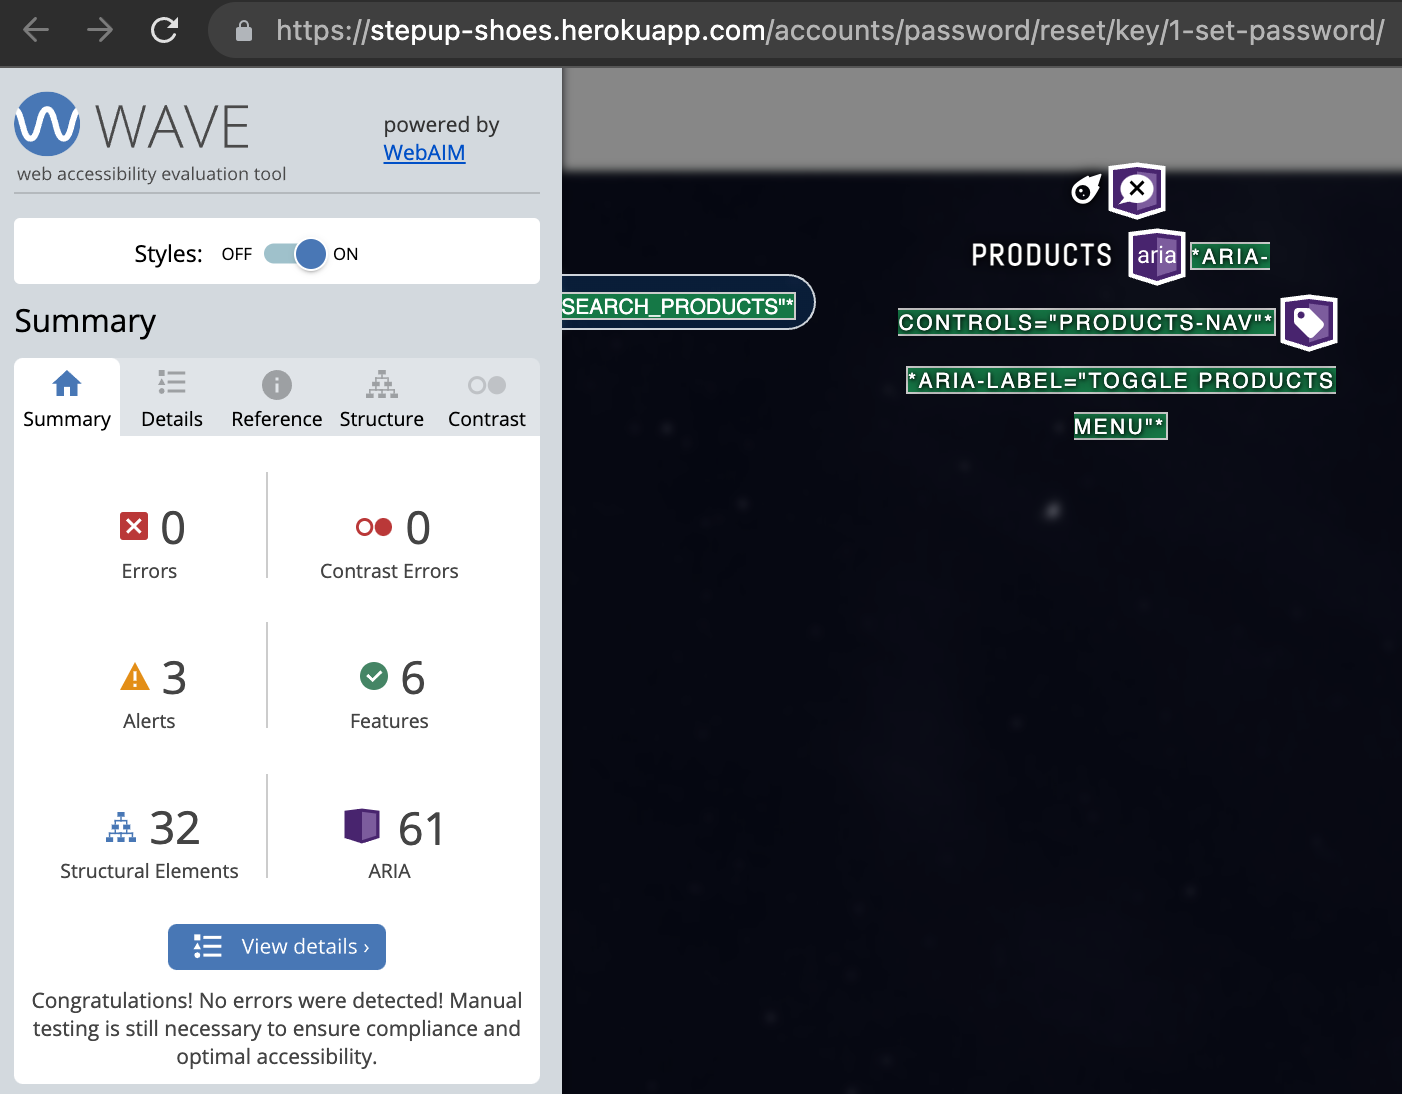 https://stepup-shoes.herokuapp.com/accounts/password/reset/key/1-set-password/
WAVE
web accessibility evaluation tool
powered by
WebAIM
Styles: OFF ON
Summary
Summary Details Reference Structure Contrast
0 0
Errors Contrast Errors
3 6
Alerts Features
32 61
Structural Elements ARIA
View details ›
Congratulations! No errors were detected! Manual
testing is still necessary to ensure compliance and
optimal accessibility.
SEARCH_PRODUCTS"*
PRODUCTS aria *ARIA-
CONTROLS="PRODUCTS-NAV"*
*ARIA-LABEL="TOGGLE PRODUCTS
MENU"*